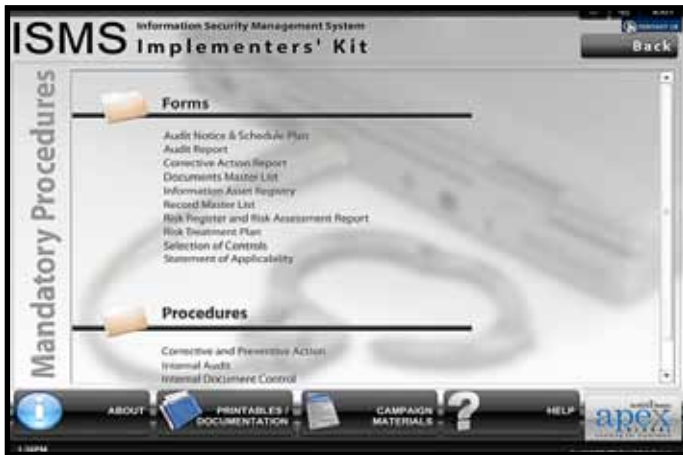 ISMS
Information Security Management System
Implementers' Kit
CONTACT US
Back
Mandatory Procedures
Forms
Audit Notice & Schedule Plan
Audit Report
Corrective Action Report
Documents Master List
Information Asset Registry
Record Master List
Risk Register and Risk Assessment Report
Risk Treatment Plan
Selection of Controls
Statement of Applicability
Procedures
Corrective and Preventive Action
Internal Audit
Internal Document Control
ABOUT
PRINTABLES /
DOCUMENTATION
CAMPAIGN
MATERIALS
HELP
apex